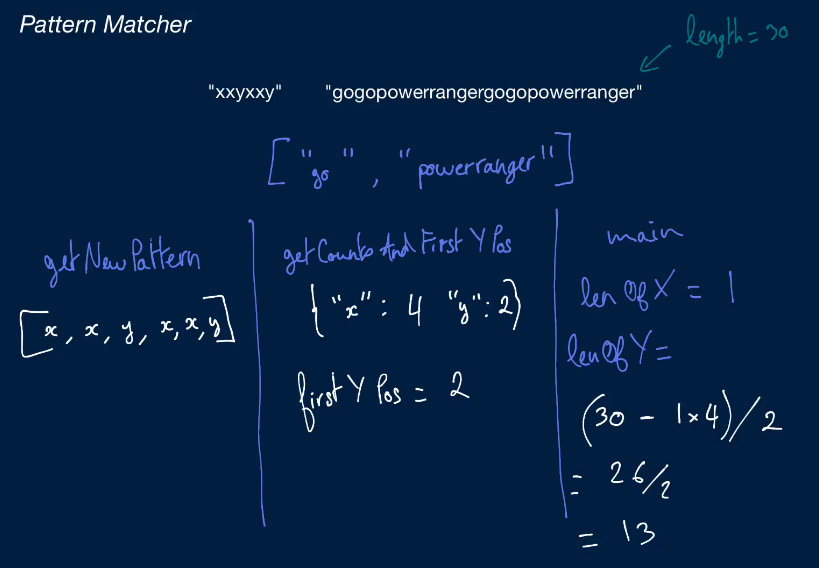 Pattern Matcher
length = 30
"xxyxxy" "gogopowerrangergogopowerranger"
["go", "powerranger"]
getNewPattern
[x, x, y, x, x, y]
getCountsAndFirstYPos
{"x": 4 "y": 2}
firstYPos = 2
main
lenOfX = 1
lenOfY =
(30 - 1×4)/2
= 26/2
= 13